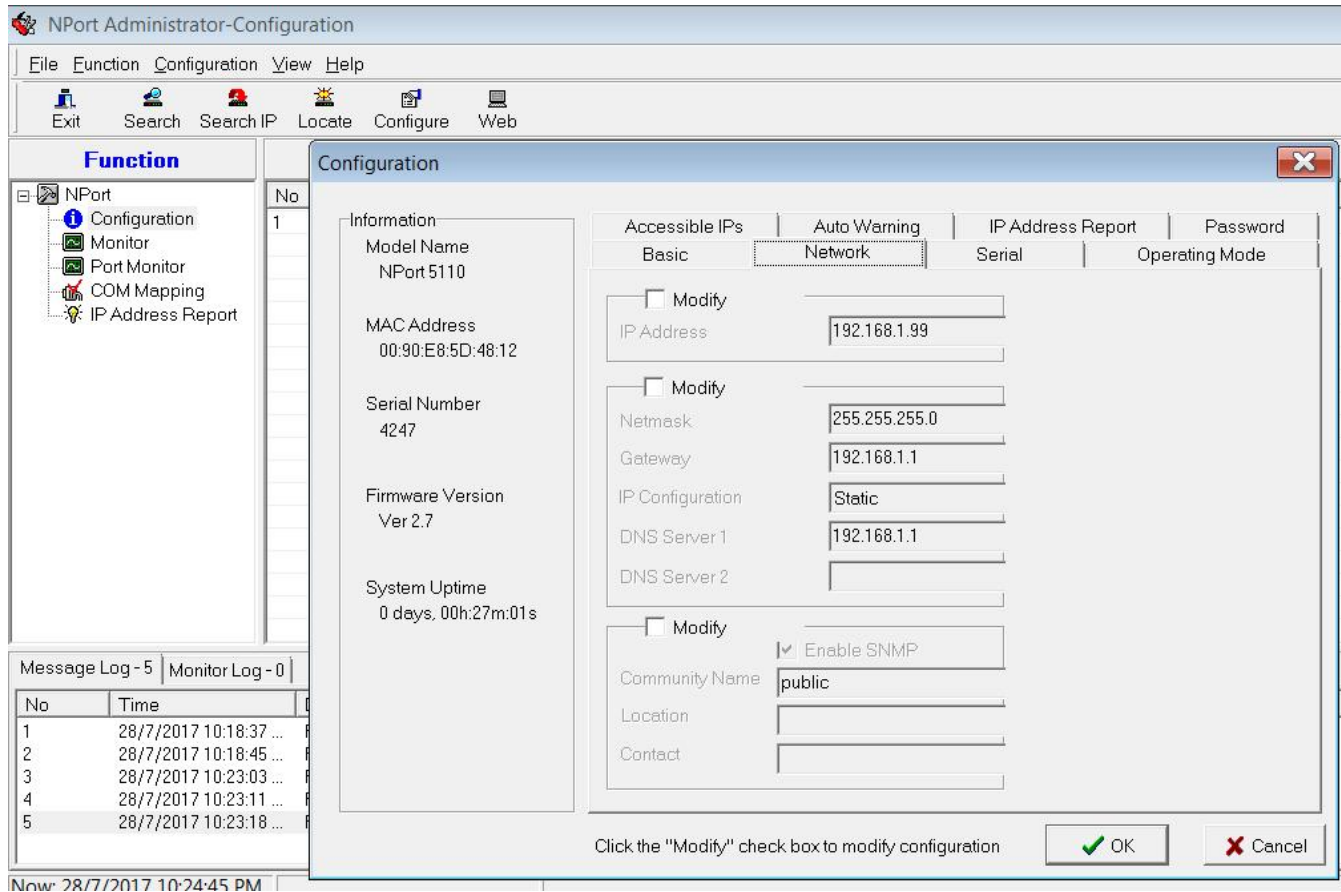 NPort Administrator-Configuration
File Function Configuration View Help
Exit Search Search IP Locate Configure Web
Function
NPort
Configuration
Monitor
Port Monitor
COM Mapping
IP Address Report
No
1
Configuration
Information
Model Name
NPort 5110
MAC Address
00:90:E8:5D:48:12
Serial Number
4247
Firmware Version
Ver 2.7
System Uptime
0 days, 00h:27m:01s
Accessible IPs Auto Warning IP Address Report Password
Basic Network Serial Operating Mode
Modify
IP Address 192.168.1.99
Modify
Netmask 255.255.255.0
Gateway 192.168.1.1
IP Configuration Static
DNS Server 1 192.168.1.1
DNS Server 2
Modify
Enable SNMP
Community Name public
Location
Contact
Click the "Modify" check box to modify configuration OK Cancel
Message Log - 5 Monitor Log - 0
No Time
1 28/7/2017 10:18:37 ...
2 28/7/2017 10:18:45 ...
3 28/7/2017 10:23:03 ...
4 28/7/2017 10:23:11 ...
5 28/7/2017 10:23:18 ...
Now: 28/7/2017 10:24:45 PM